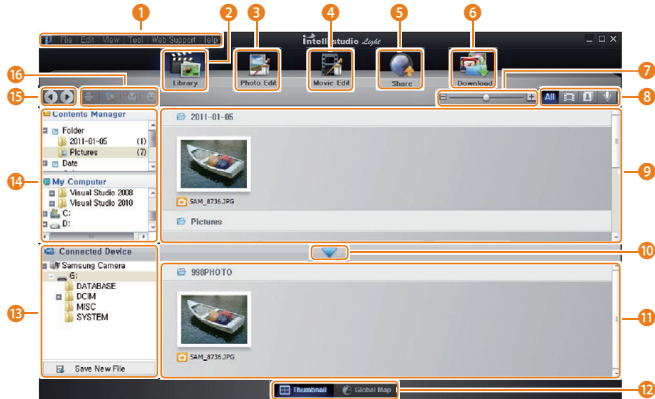 1 2 3 4 5 6
File | Edit | View | Tool | Web Support | Help
Intelli-studio Light
Library
Photo Edit
Movie Edit
Share
Download
7
16
15
All
8
Contents Manager
Folder
2011-01-05 (1)
Pictures (7)
Date
14
My Computer
Visual Studio 2008
Visual Studio 2010
C:
D:
2011-01-05
SAM_8736.JPG
9
Pictures
10
Connected Device
Samsung Camera
G:
DATABASE
DCIM
MISC
SYSTEM
13
Save New File
998PHOTO
SAM_8736.JPG
11
Thumbnail
Global Map
12